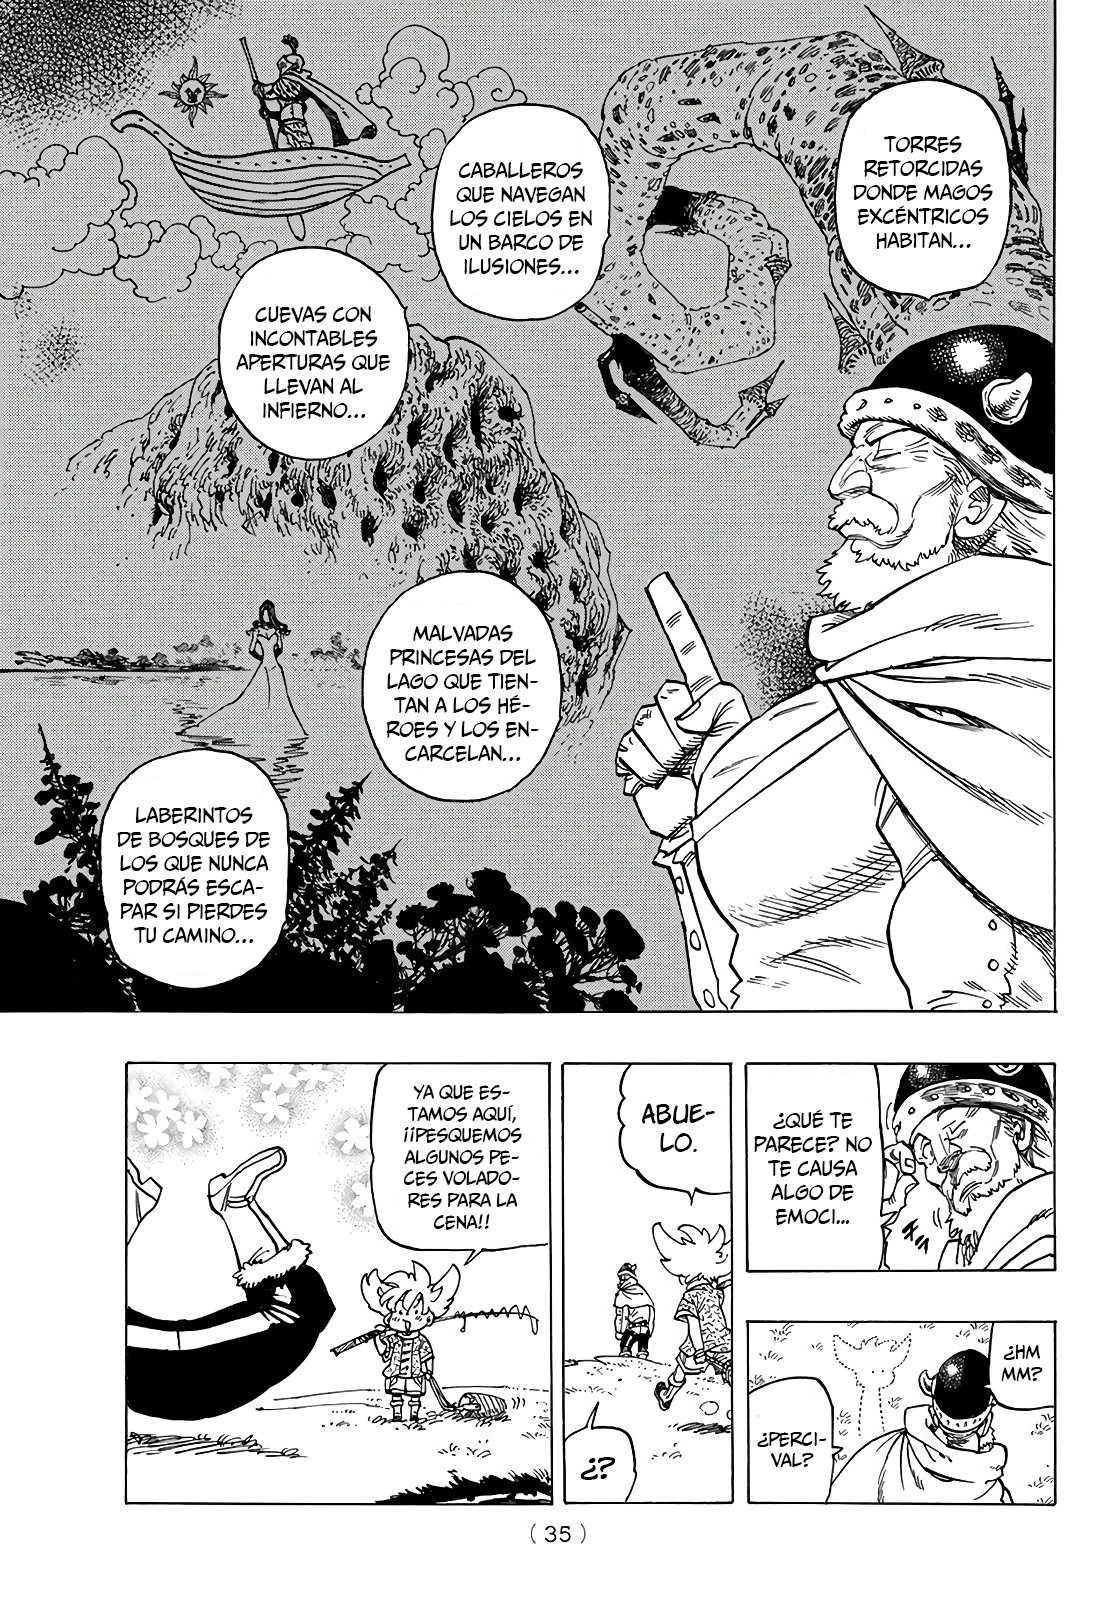 TORRES
RETORCIDAS
DONDE MAGOS
EXCÉNTRICOS
HABITAN...
CABALLEROS
QUE NAVEGAN
LOS CIELOS EN
UN BARCO DE
ILUSIONES...
CUEVAS CON
INCONTABLES
APERTURAS QUE
LLEVAN AL
INFIERNO...
MALVADAS
PRINCESAS DEL
LAGO QUE TIEN-
TAN A LOS HÉ-
ROES Y LOS EN-
CARCELAN...
LABERINTOS
DE BOSQUES DE
LOS QUE NUNCA
PODRÁS ESCA-
PAR SI PIERDES
TU CAMINO...
¿QUÉ TE
PARECE? NO
TE CAUSA
ALGO DE
EMOCI...
¿HM
MM?
¿PERCI-
VAL?
ABUE-
LO.
¿?
YA QUE ES-
TAMOS AQUÍ,
¡¡PESQUEMOS
ALGUNOS PE-
CES VOLADO-
RES PARA LA
CENA!!
( 35 )